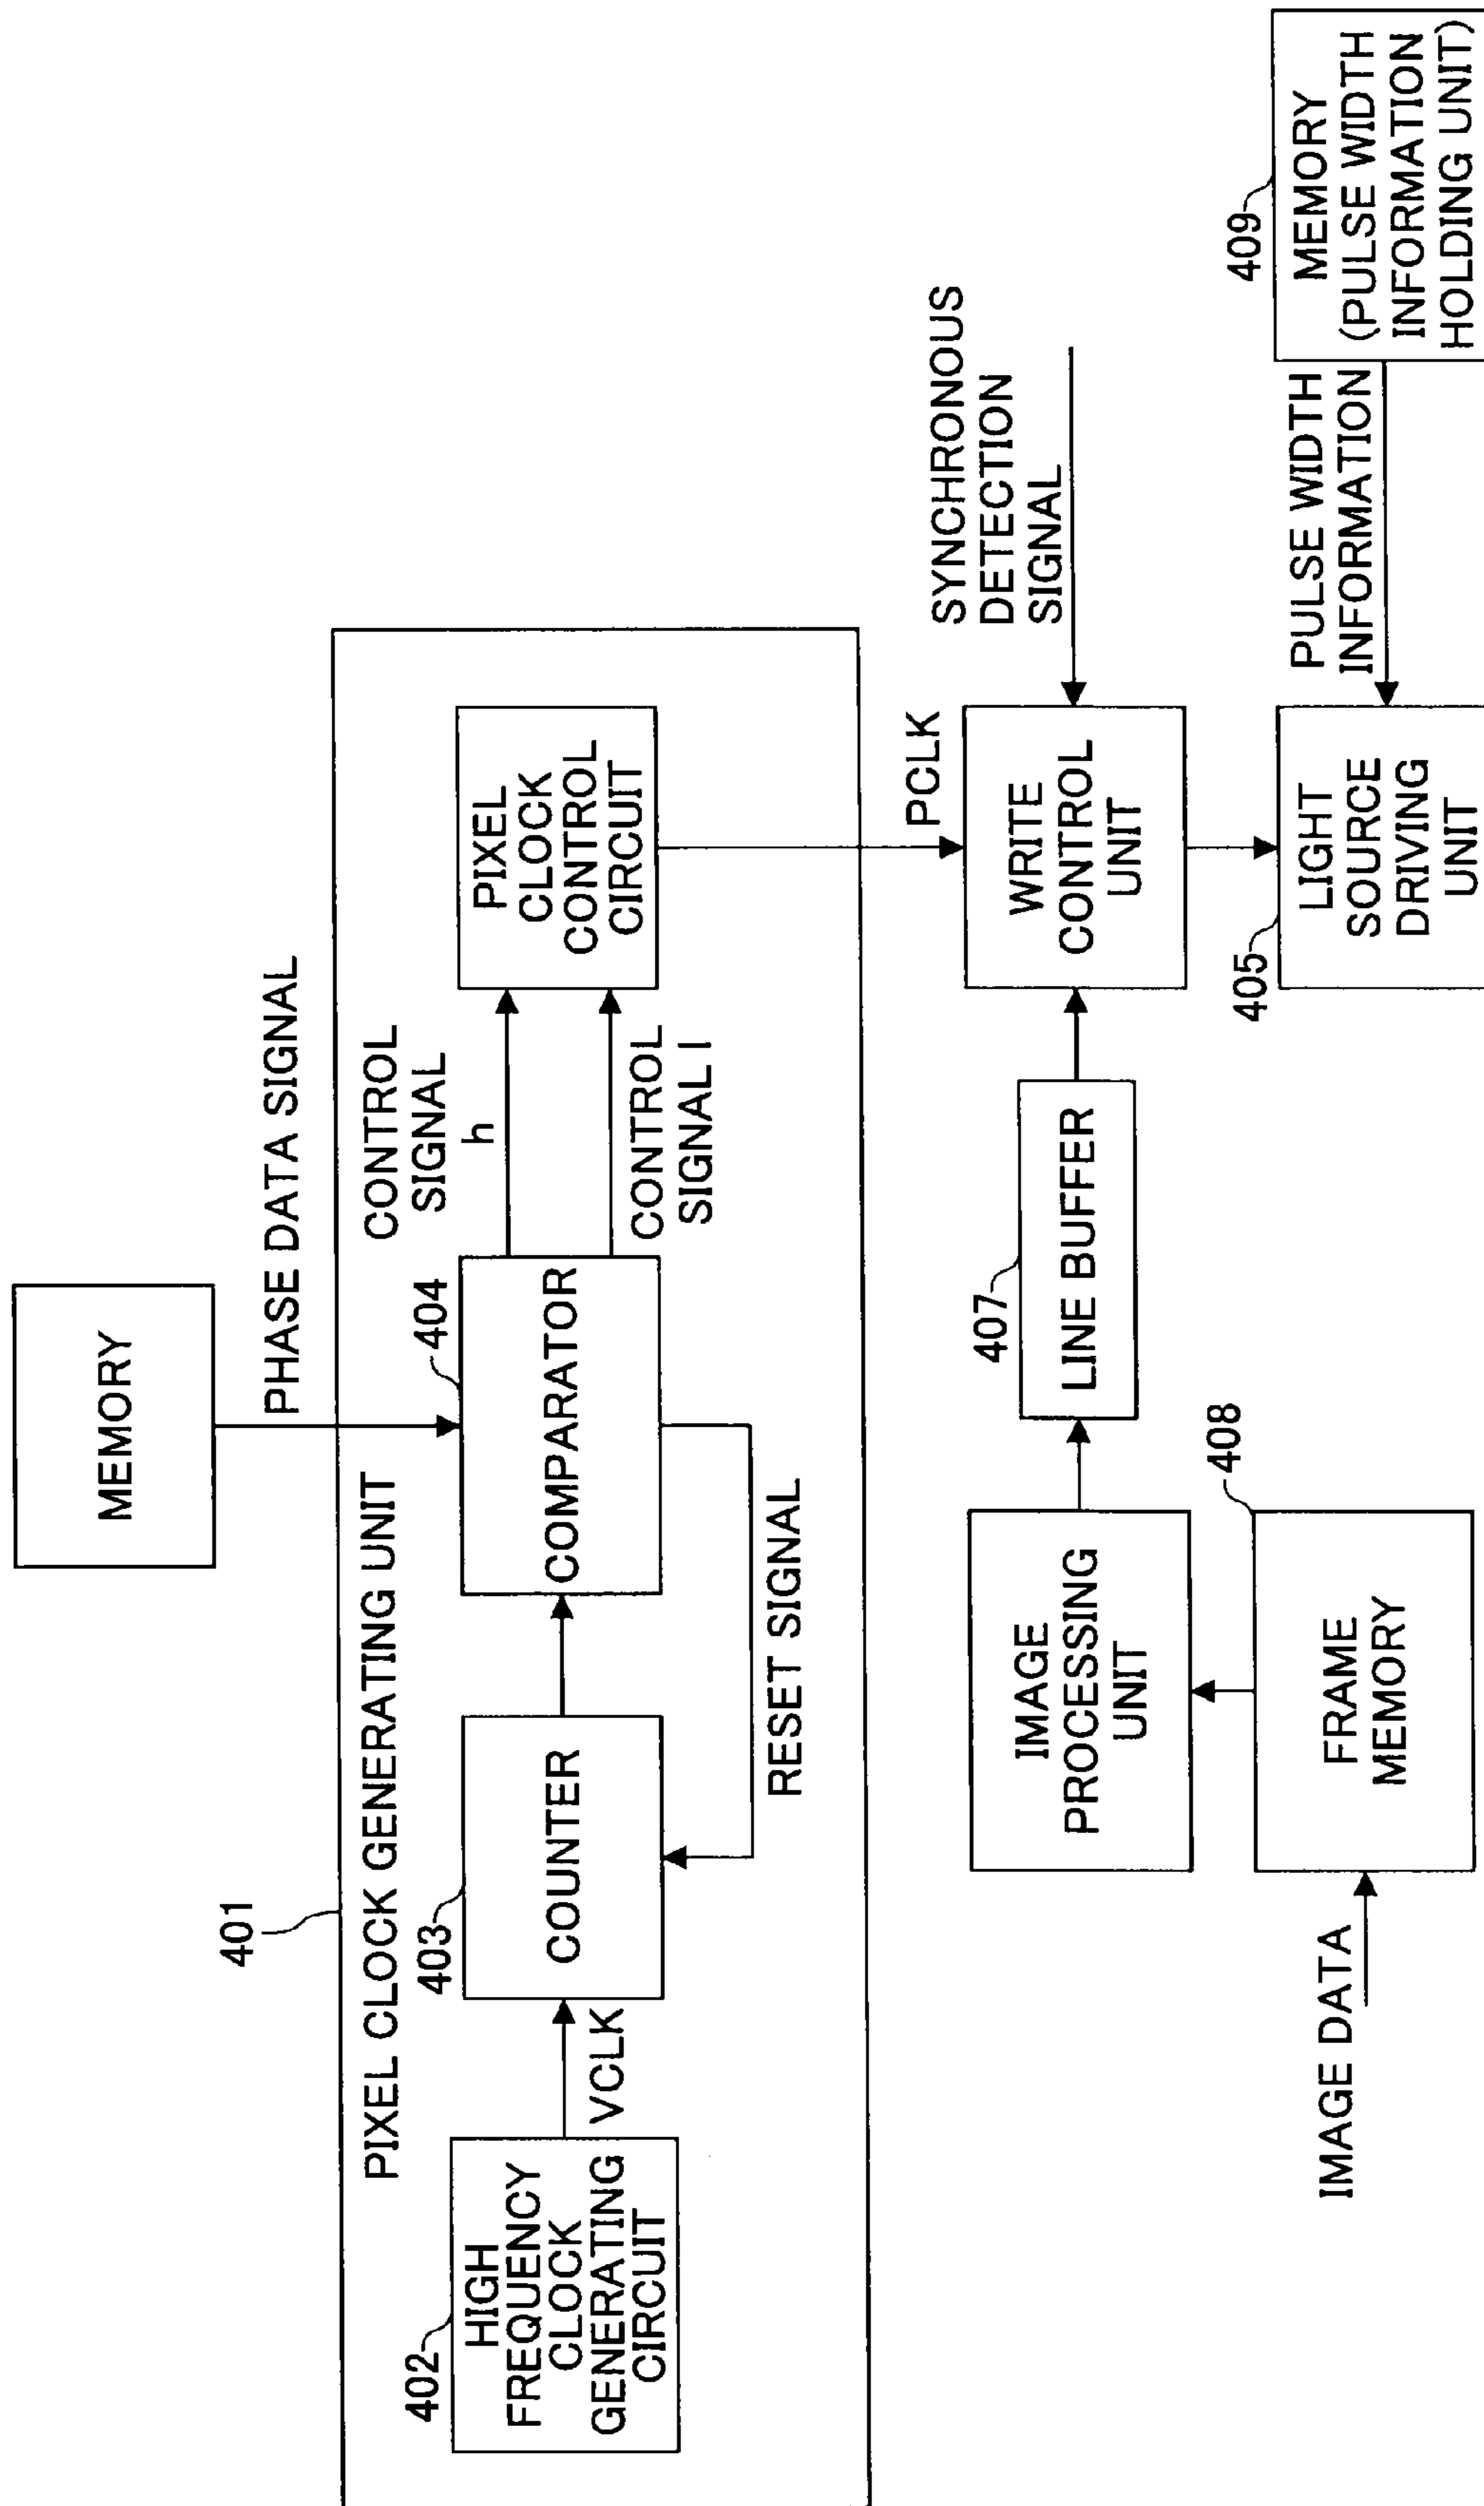 MEMORY
PHASE DATA SIGNAL
401
PIXEL CLOCK GENERATING UNIT
402
HIGH
FREQUENCY
CLOCK
GENERATING
CIRCUIT
VCLK
403
COUNTER
404
COMPARATOR
RESET SIGNAL
CONTROL
SIGNAL
h
CONTROL
SIGNAL I
PIXEL
CLOCK
CONTROL
CIRCUIT
PCLK
SYNCHRONOUS
DETECTION
SIGNAL
IMAGE
PROCESSING
UNIT
407
LINE BUFFER
WRITE
CONTROL
UNIT
IMAGE DATA
408
FRAME
MEMORY
405
LIGHT
SOURCE
DRIVING
UNIT
PULSE WIDTH
INFORMATION
409
MEMORY
(PULSE WIDTH
INFORMATION
HOLDING UNIT)